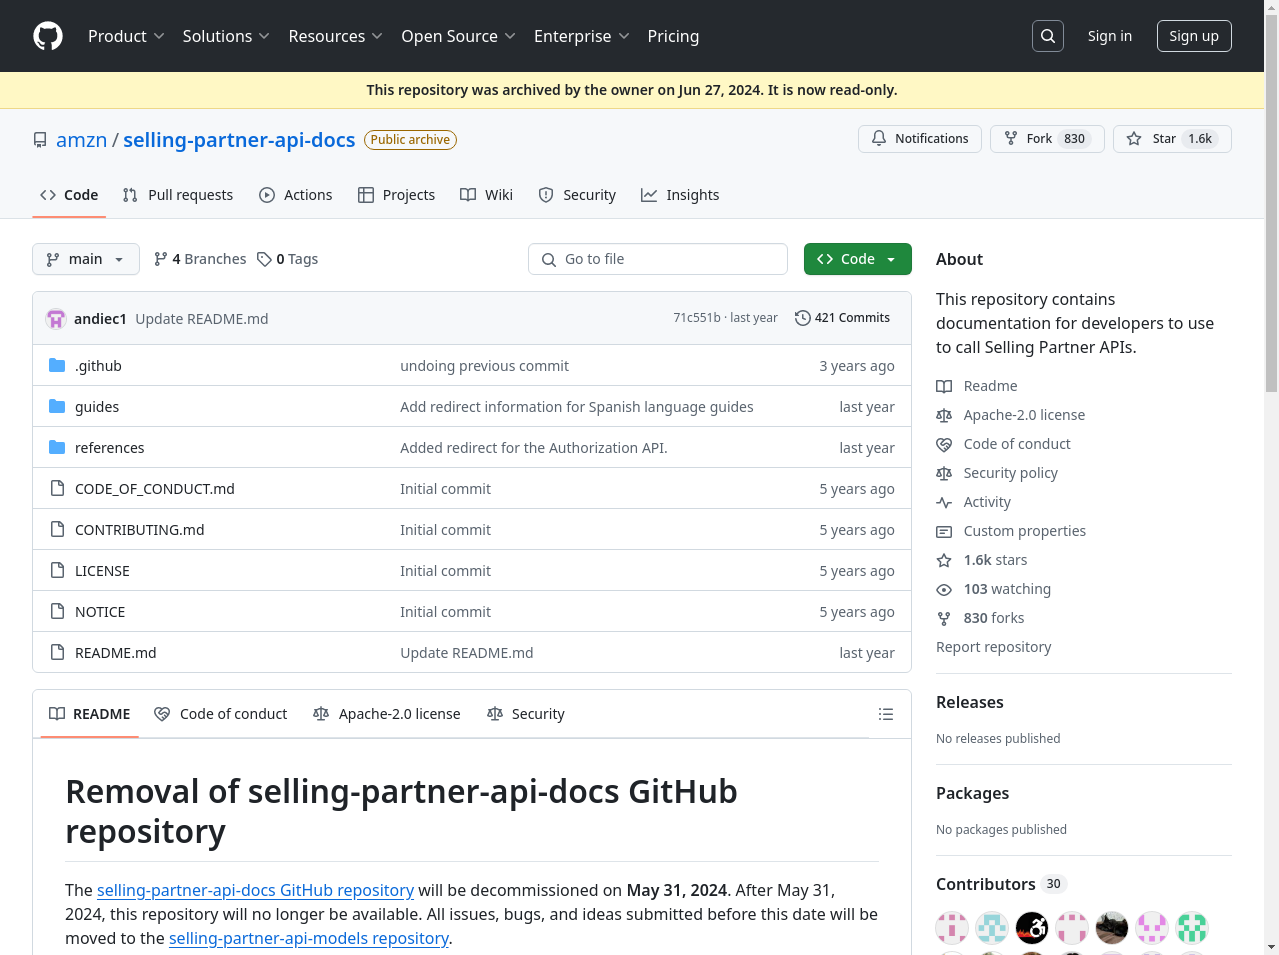 Product Solutions Resources Open Source Enterprise Pricing Sign in Sign up
This repository was archived by the owner on Jun 27, 2024. It is now read-only.
amzn / selling-partner-api-docs Public archive Notifications Fork 830 Star 1.6k
Code Pull requests Actions Projects Wiki Security Insights
main 4 Branches 0 Tags Go to file Code
andiec1 Update README.md 71c551b · last year 421 Commits
.github undoing previous commit 3 years ago
guides Add redirect information for Spanish language guides last year
references Added redirect for the Authorization API. last year
CODE_OF_CONDUCT.md Initial commit 5 years ago
CONTRIBUTING.md Initial commit 5 years ago
LICENSE Initial commit 5 years ago
NOTICE Initial commit 5 years ago
README.md Update README.md last year
README Code of conduct Apache-2.0 license Security
Removal of selling-partner-api-docs GitHub
repository
The selling-partner-api-docs GitHub repository will be decommissioned on May 31, 2024. After May 31,
2024, this repository will no longer be available. All issues, bugs, and ideas submitted before this date will be
moved to the selling-partner-api-models repository.
About
This repository contains
documentation for developers to use
to call Selling Partner APIs.
Readme
Apache-2.0 license
Code of conduct
Security policy
Activity
Custom properties
1.6k stars
103 watching
830 forks
Report repository
Releases
No releases published
Packages
No packages published
Contributors 30